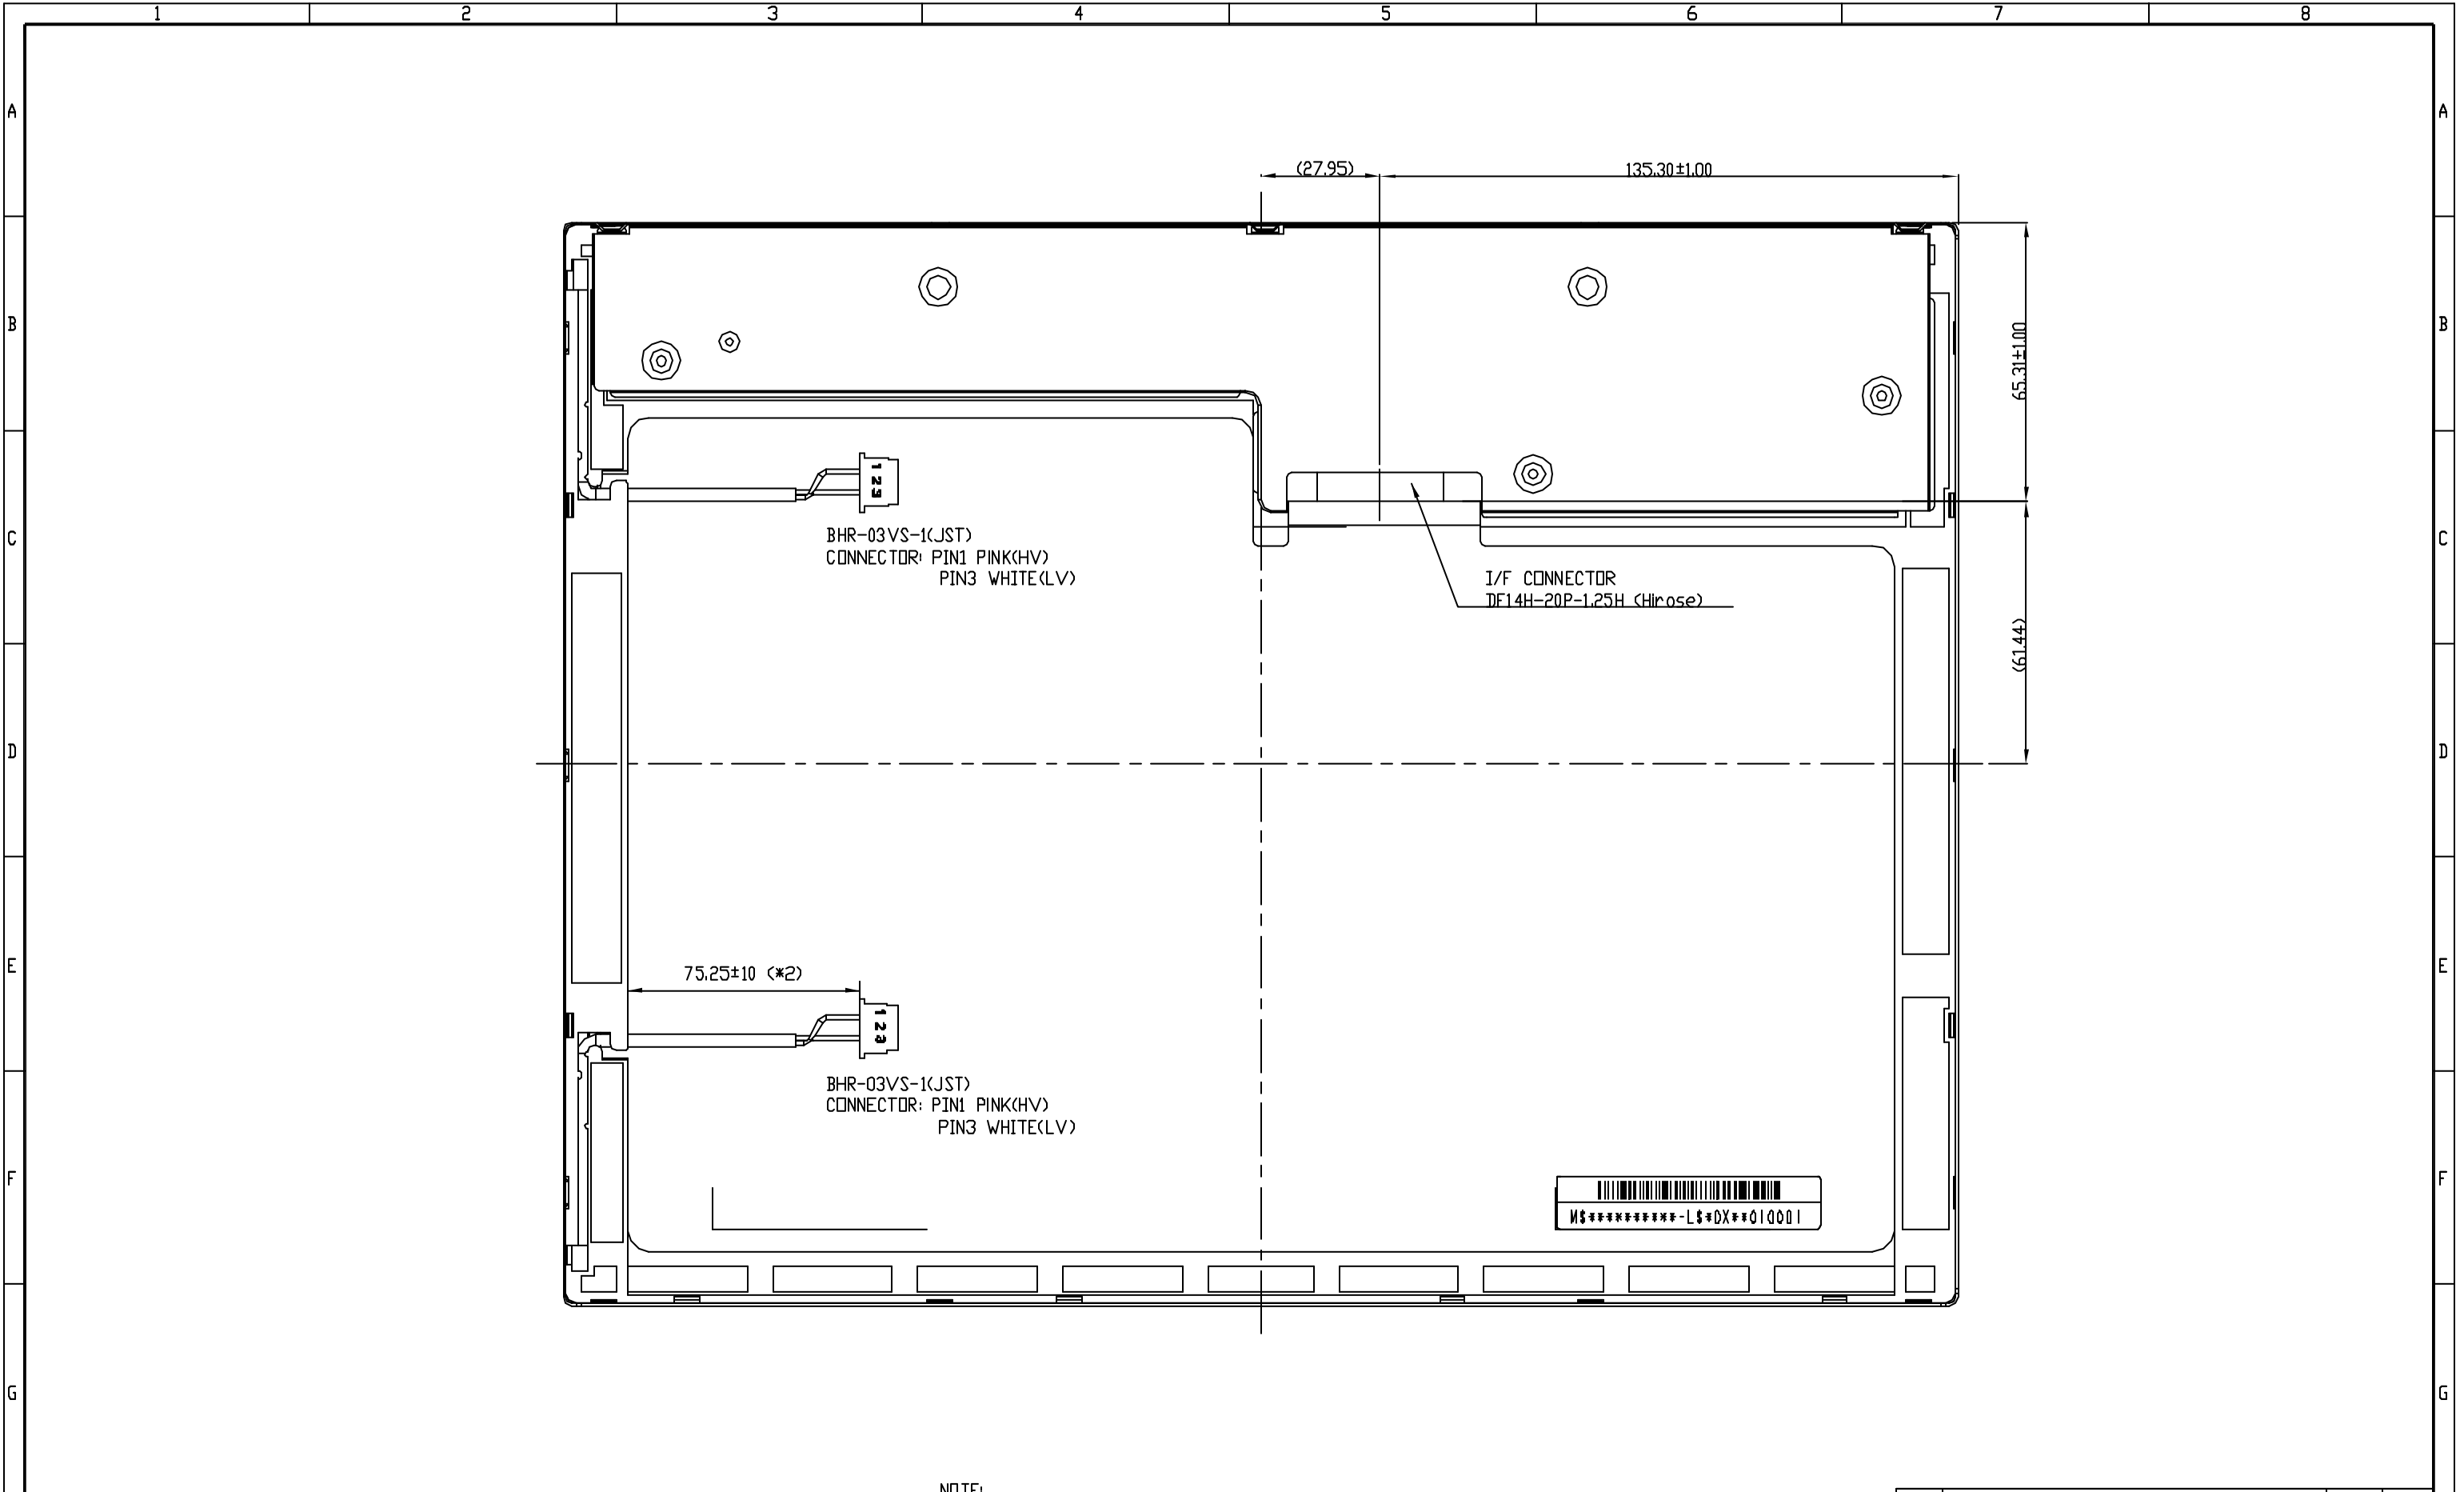 1 2 3 4 5 6 7 8
A A
(27.95) 135.30±1.00
B B
65.31±1.00
1 2 3
BHR-03VS-1(JST)
CONNECTOR: PIN1 PINK(HV)
PIN3 WHITE(LV)
C C
I/F CONNECTOR
DF14H-20P-1.25H (Hirose)
(61.44)
D D
E E
75.25±10 (*2)
1 2 3
BHR-03VS-1(JST)
CONNECTOR: PIN1 PINK(HV)
PIN3 WHITE(LV)
F F
G G
NOTE: